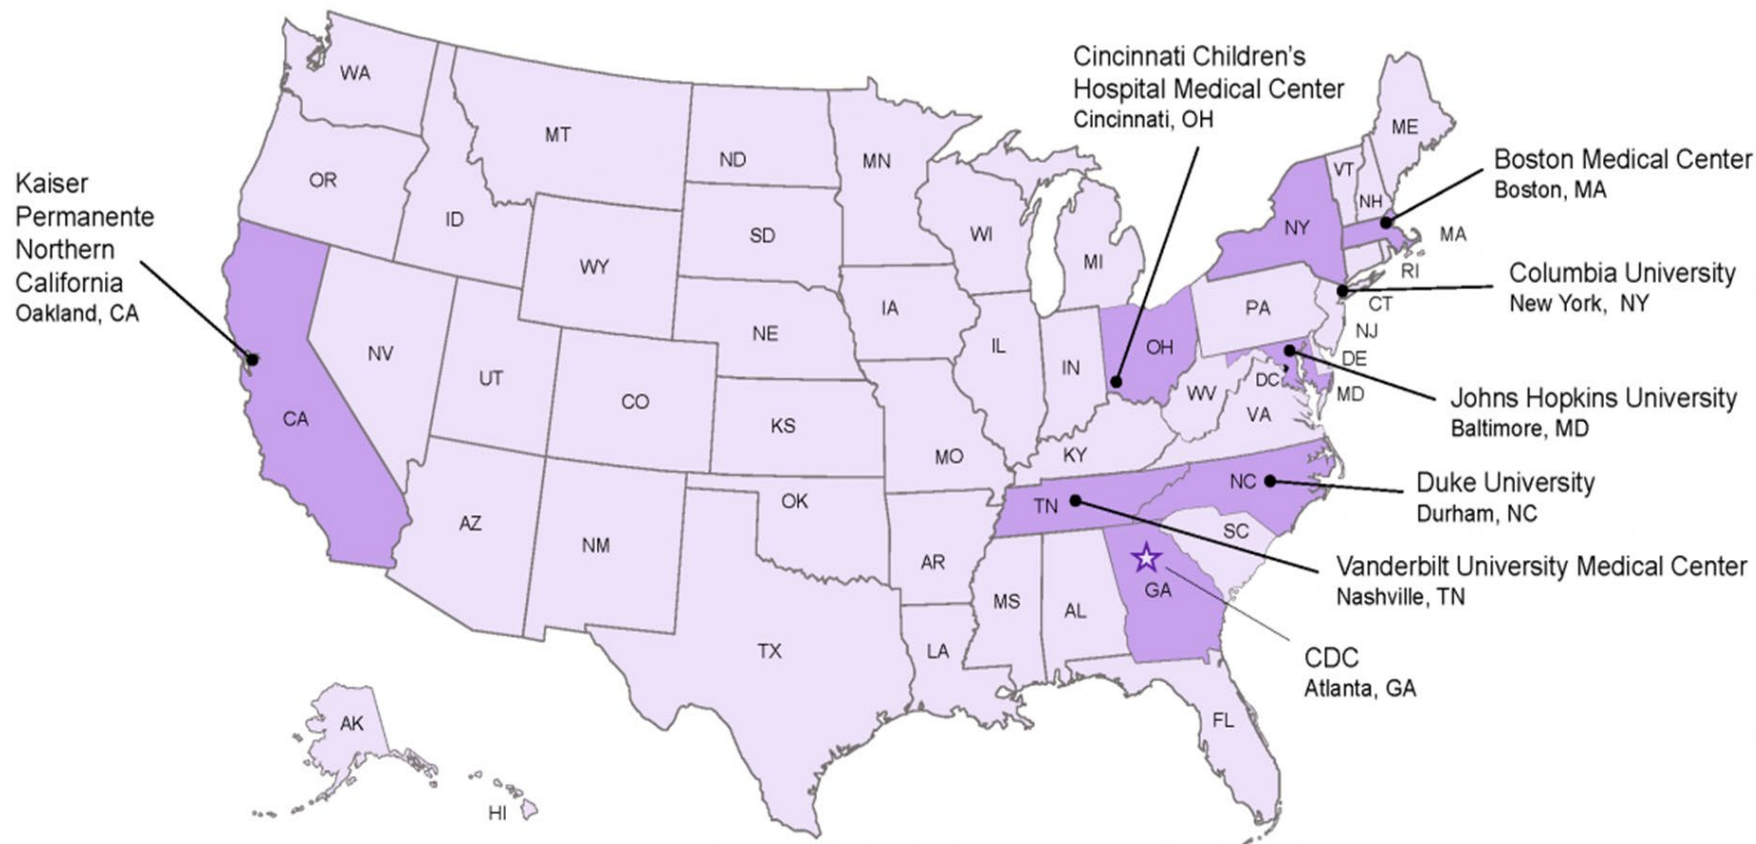 Cincinnati Children's
Hospital Medical Center
Cincinnati, OH
Boston Medical Center
Boston, MA
Kaiser
Permanente
Northern
California
Oakland, CA
Columbia University
New York, NY
Johns Hopkins University
Baltimore, MD
Duke University
Durham, NC
Vanderbilt University Medical Center
Nashville, TN
CDC
Atlanta, GA
WA
MT
ND
MN
ME
VT
NH
OR
ID
SD
WI
MI
NY
MA
RI
CT
WY
IA
PA
NJ
NE
NV
UT
CO
IL
IN
OH
DE
DC
MD
WV
VA
CA
KS
MO
KY
AZ
NM
OK
AR
TN
NC
SC
MS
AL
GA
TX
LA
FL
AK
HI